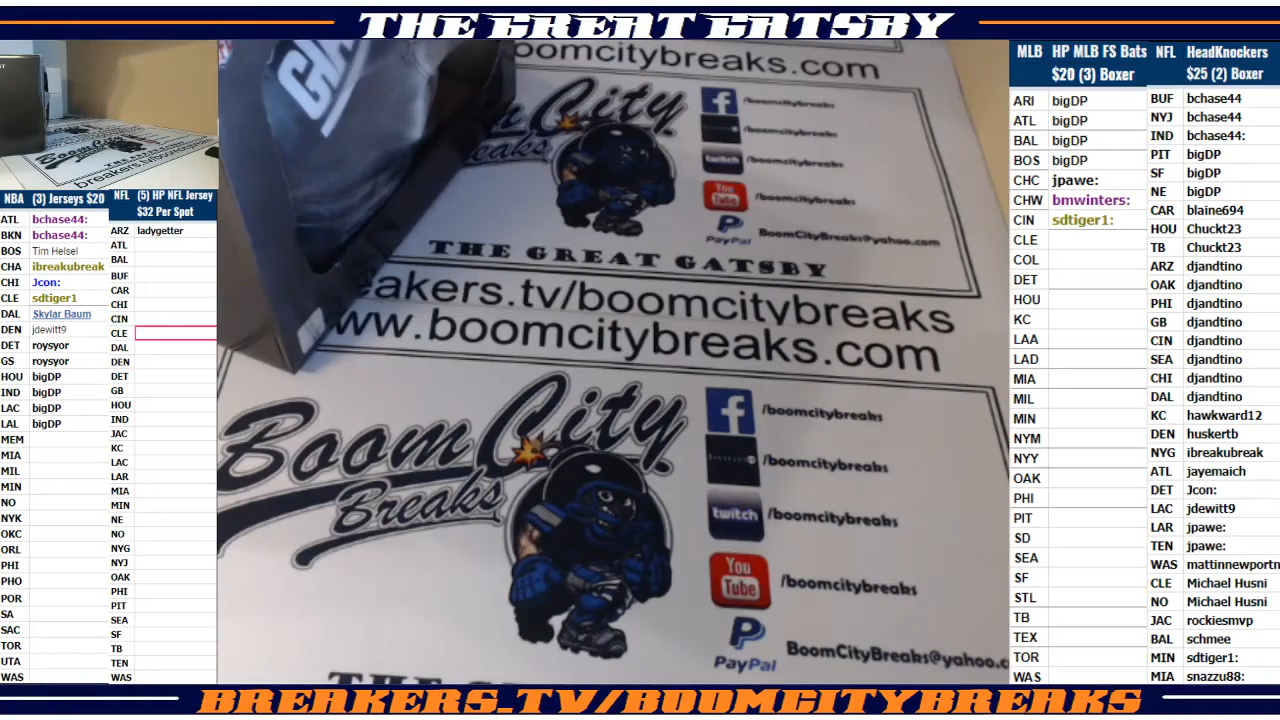 THE GREAT GATSBY
NBA (3) Jerseys $20
ATL bchase44:
BKN bchase44:
BOS Tim Helsel
CHA ibreakubreak
CHI Jcon:
CLE sdtiger1
DAL Skylar Baum
DEN jdewitt9
DET roysyor
GS roysyor
HOU bigDP
IND bigDP
LAC bigDP
LAL bigDP
MEM
MIA
MIL
MIN
NO
NYK
OKC
ORL
PHI
PHO
POR
SA
SAC
TOR
UTA
WAS
NFL (5) HP NFL Jersey
$32 Per Spot
ARZ ladygetter
ATL
BAL
BUF
CAR
CHI
CIN
CLE
DAL
DEN
DET
GB
HOU
IND
JAC
KC
LAC
LAR
MIA
MIN
NE
NO
NYG
NYJ
OAK
PHI
PIT
SEA
SF
TB
TEN
WAS
boomcitybreaks.com
Boom City
Breaks
/boomcitybreaks
/boomcitybreaks
twitch /boomcitybreaks
You Tube /boomcitybreaks
PayPal BoomCityBreaks@yahoo.com
THE GREAT GATSBY
eakers.tv/boomcitybreaks
www.boomcitybreaks.com
Boom City
Breaks
/boomcitybreaks
/boomcitybreaks
twitch /boomcitybreaks
You Tube /boomcitybreaks
PayPal BoomCityBreaks@yahoo.c
MLB HP MLB FS Bats
$20 (3) Boxer
ARI bigDP
ATL bigDP
BAL bigDP
BOS bigDP
CHC jpawe:
CHW bmwinters:
CIN sdtiger1:
CLE
COL
DET
HOU
KC
LAA
LAD
MIA
MIL
MIN
NYM
NYY
OAK
PHI
PIT
SD
SEA
SF
STL
TB
TEX
TOR
WAS
NFL HeadKnockers
$25 (2) Boxer
BUF bchase44
NYJ bchase44
IND bchase44:
PIT bigDP
SF bigDP
NE bigDP
CAR blaine694
HOU Chuckt23
TB Chuckt23
ARZ djandtino
OAK djandtino
PHI djandtino
GB djandtino
CIN djandtino
SEA djandtino
CHI djandtino
DAL djandtino
KC hawkward12
DEN huskertb
NYG ibreakubreak
ATL jayemaich
DET Jcon:
LAC jdewitt9
LAR jpawe:
TEN jpawe:
WAS mattinnewportn
CLE Michael Husni
NO Michael Husni
JAC rockiesmvp
BAL schmee
MIN sdtiger1:
MIA snazzu88:
BREAKERS.TV/BOOMCITYBREAKS